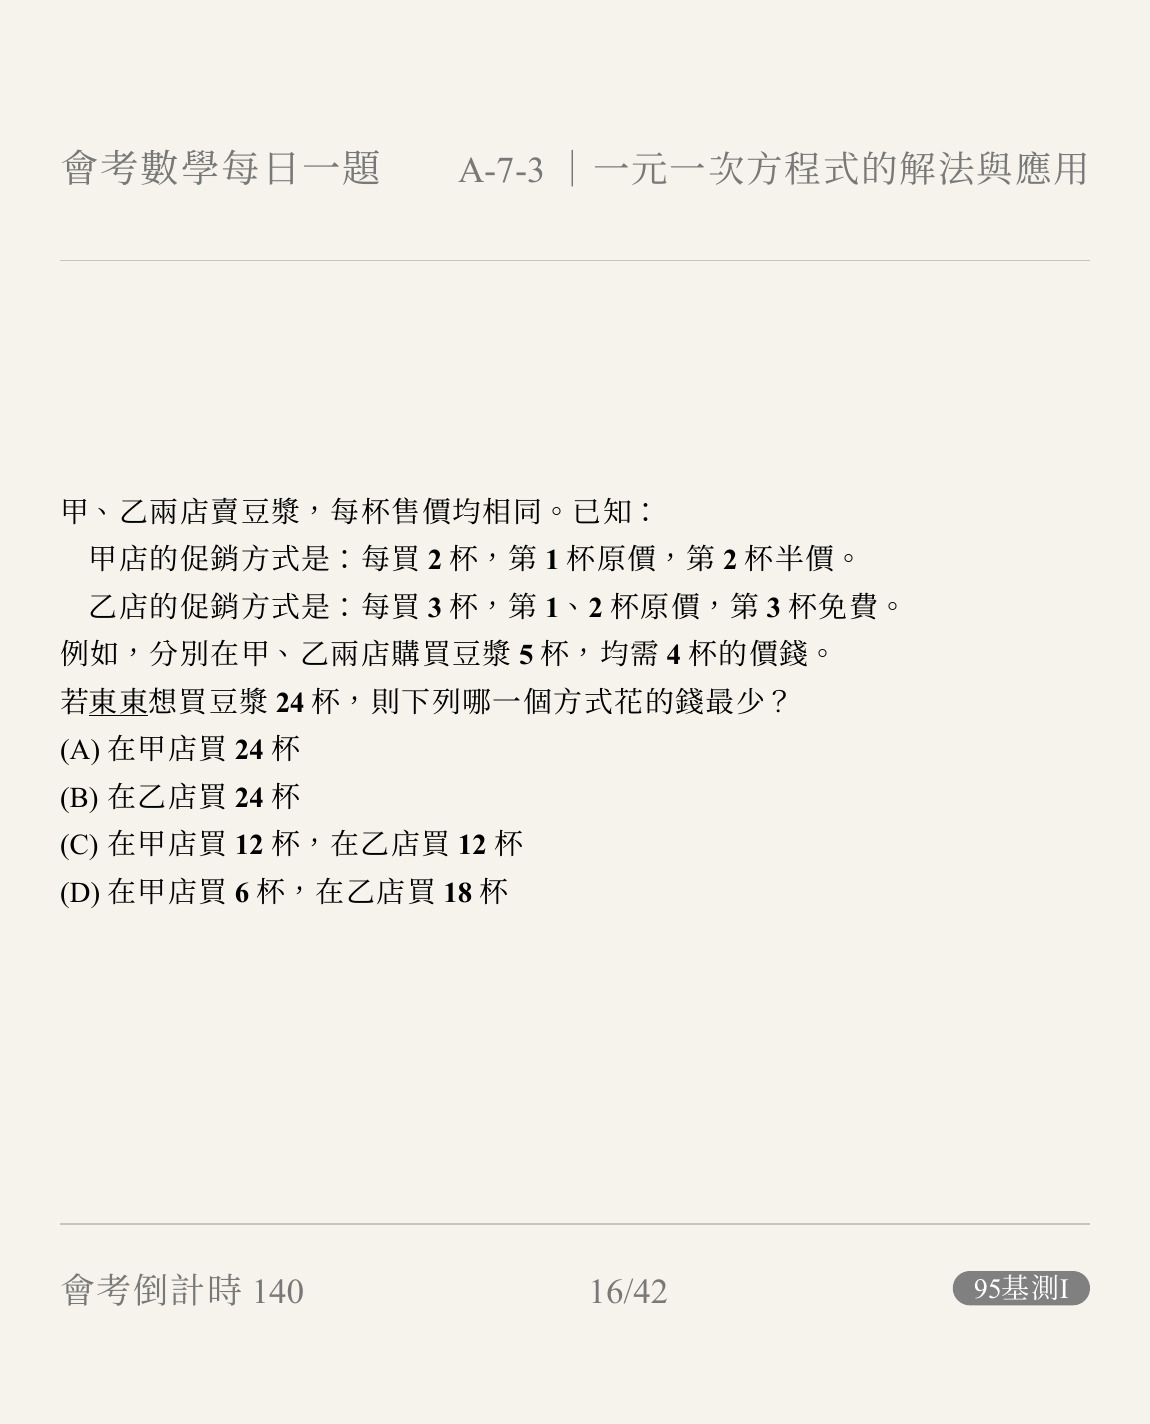 會考數學每日一題 A-7-3 │ 一元一次方程式的解法與應用
甲、乙兩店賣豆漿，每杯售價均相同。已知：
甲店的促銷方式是：每買 2 杯，第 1 杯原價，第 2 杯半價。
乙店的促銷方式是：每買 3 杯，第 1、2 杯原價，第 3 杯免費。
例如，分別在甲、乙兩店購買豆漿 5 杯，均需 4 杯的價錢。
若東東想買豆漿 24 杯，則下列哪一個方式花的錢最少？
(A) 在甲店買 24 杯
(B) 在乙店買 24 杯
(C) 在甲店買 12 杯，在乙店買 12 杯
(D) 在甲店買 6 杯，在乙店買 18 杯
會考倒計時 140 16/42 95基測I